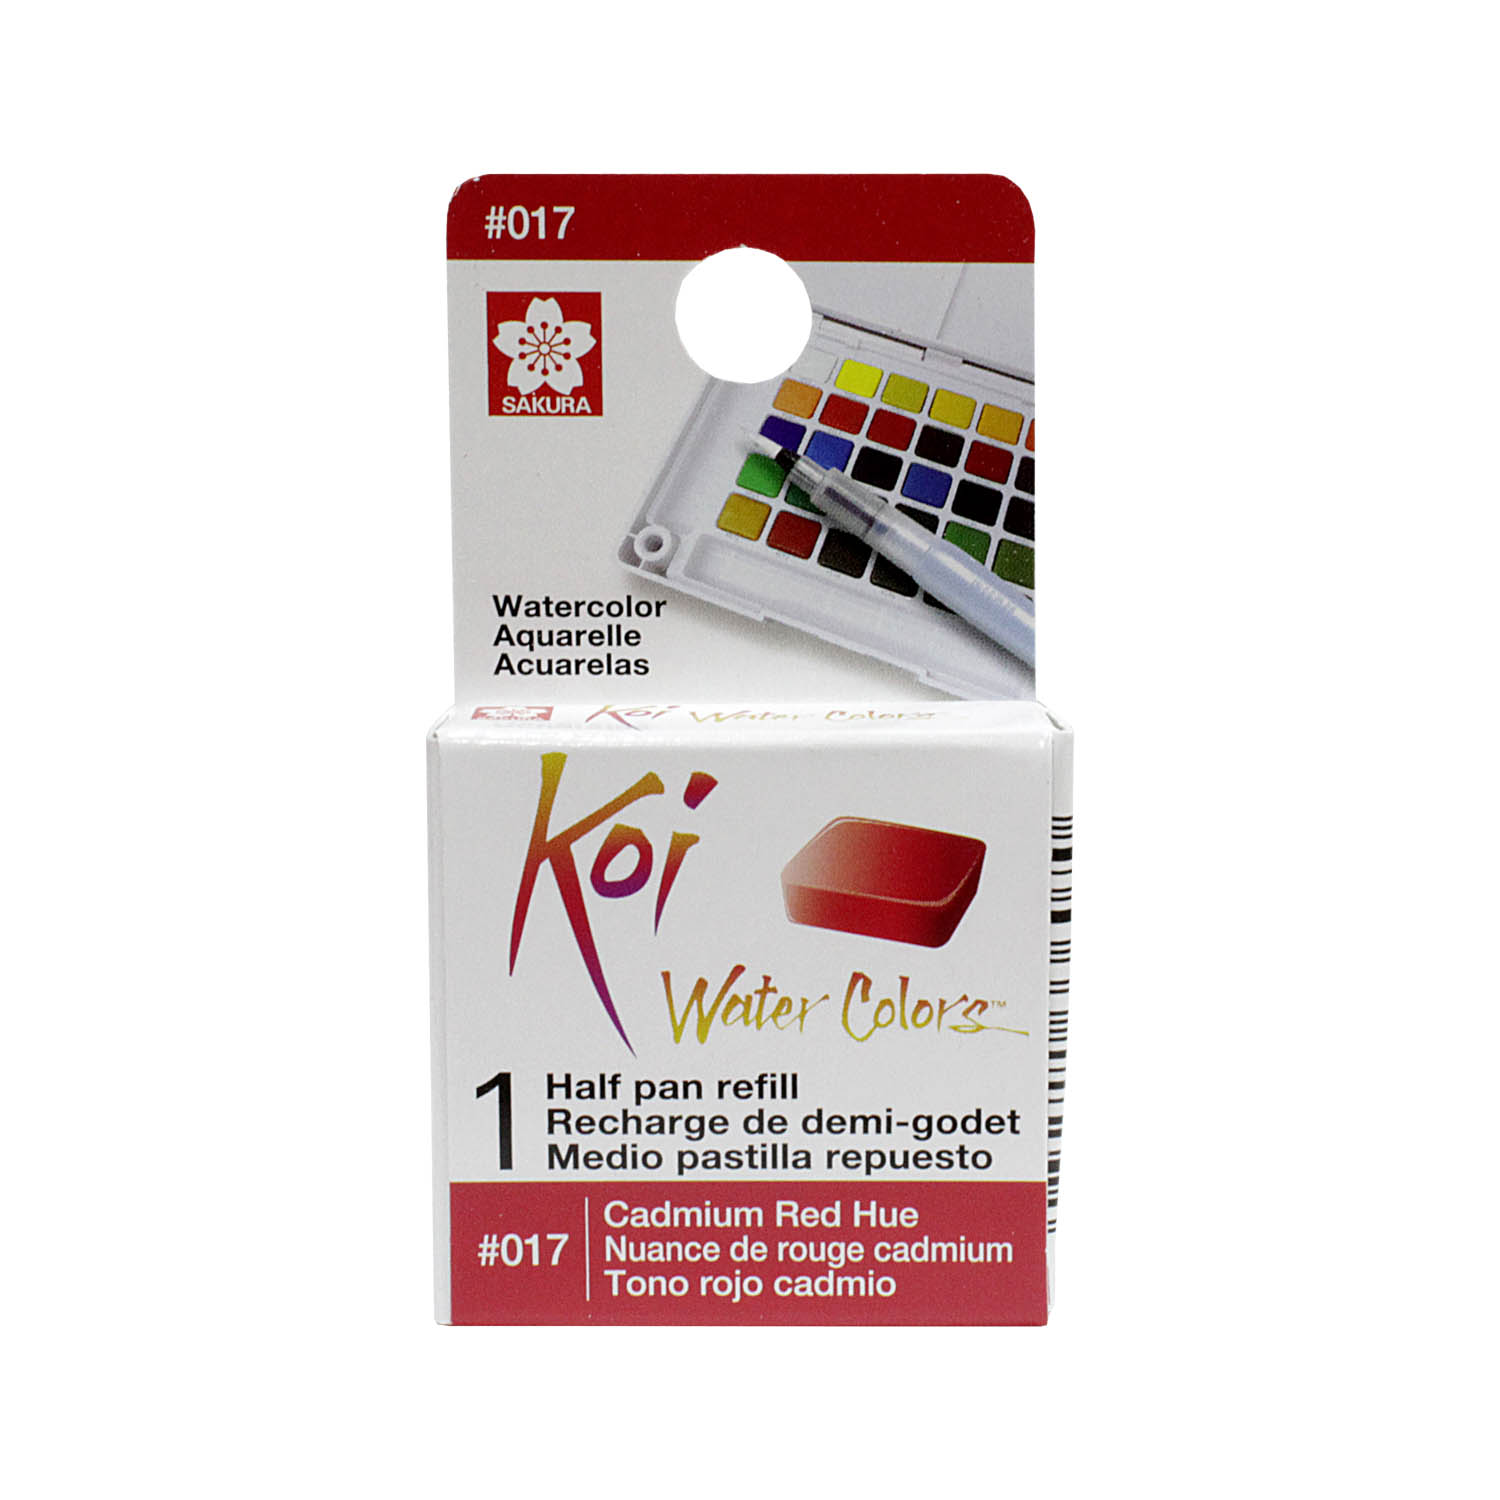 #017
SAKURA
Watercolor
Aquarelle
Acuarelas
Koi Water Colors
Koi
Water Colors™
1
Half pan refill
Recharge de demi-godet
Medio pastilla repuesto
#017
Cadmium Red Hue
Nuance de rouge cadmium
Tono rojo cadmio